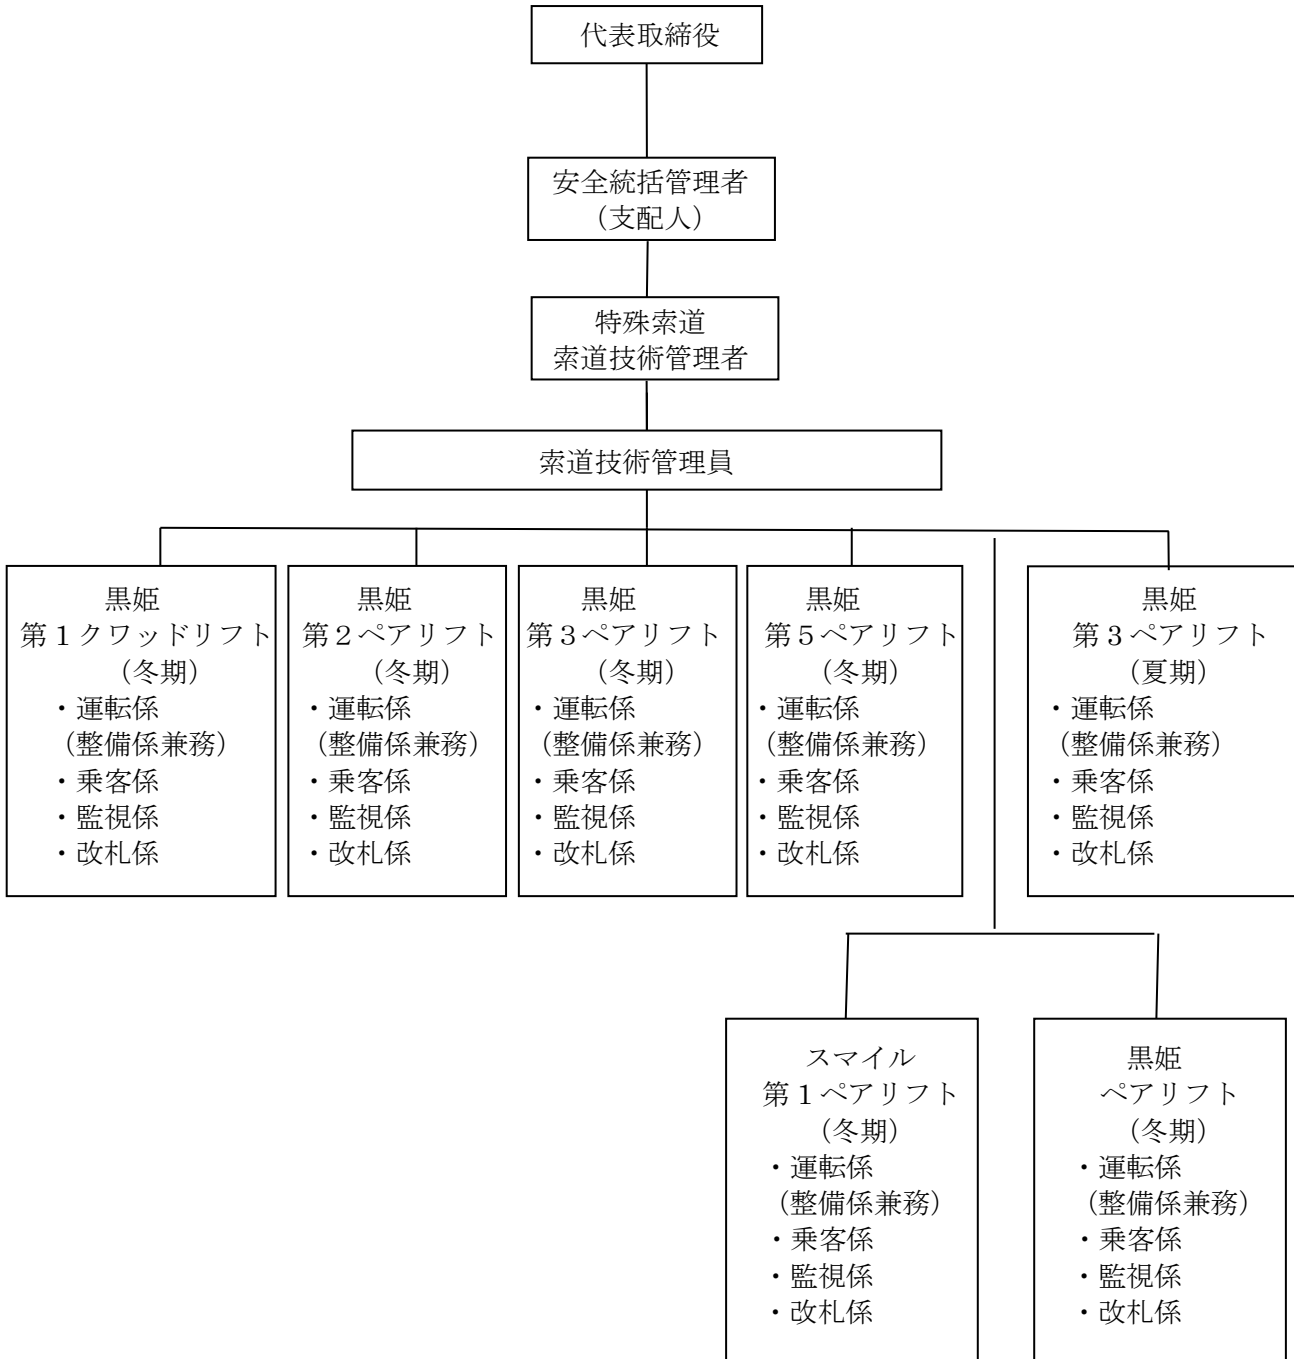 代表取締役
安全統括管理者
（支配人）
特殊索道
索道技術管理者
索道技術管理員
黒姫
第１クワッドリフト
（冬期）
・運転係
（整備係兼務）
・乗客係
・監視係
・改札係
黒姫
第２ペアリフト
（冬期）
・運転係
（整備係兼務）
・乗客係
・監視係
・改札係
黒姫
第３ペアリフト
（冬期）
・運転係
（整備係兼務）
・乗客係
・監視係
・改札係
黒姫
第５ペアリフト
（冬期）
・運転係
（整備係兼務）
・乗客係
・監視係
・改札係
黒姫
第３ペアリフト
（夏期）
・運転係
（整備係兼務）
・乗客係
・監視係
・改札係
スマイル
第１ペアリフト
（冬期）
・運転係
（整備係兼務）
・乗客係
・監視係
・改札係
黒姫
ペアリフト
（冬期）
・運転係
（整備係兼務）
・乗客係
・監視係
・改札係